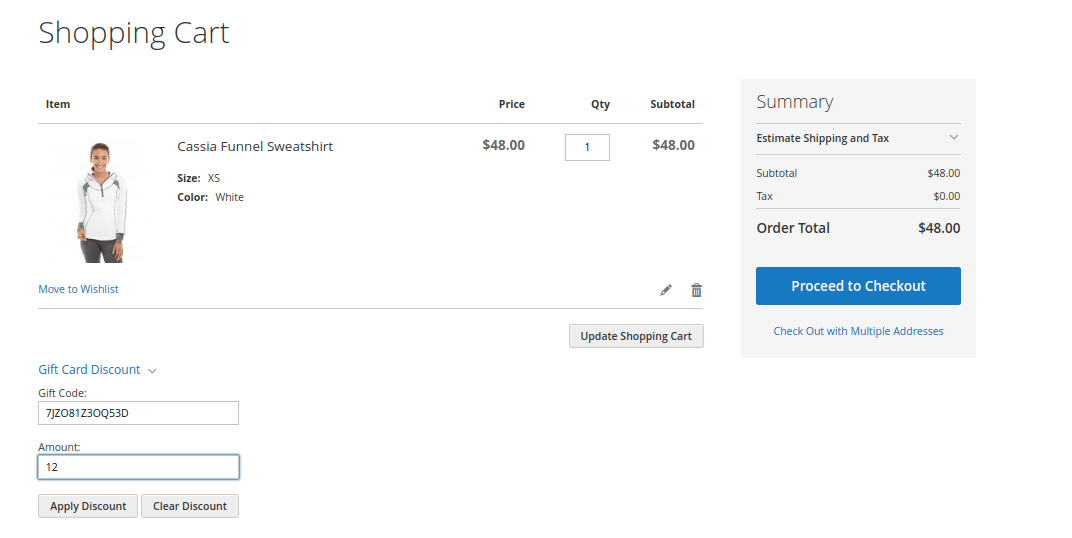 Shopping Cart
Item Price Qty Subtotal
Cassia Funnel Sweatshirt $48.00 1 $48.00
Size: XS
Color: White
Move to Wishlist
Update Shopping Cart
Gift Card Discount
Gift Code:
7JZO81Z3OQ53D
Amount:
12
Apply Discount Clear Discount
Summary
Estimate Shipping and Tax
Subtotal $48.00
Tax $0.00
Order Total $48.00
Proceed to Checkout
Check Out with Multiple Addresses